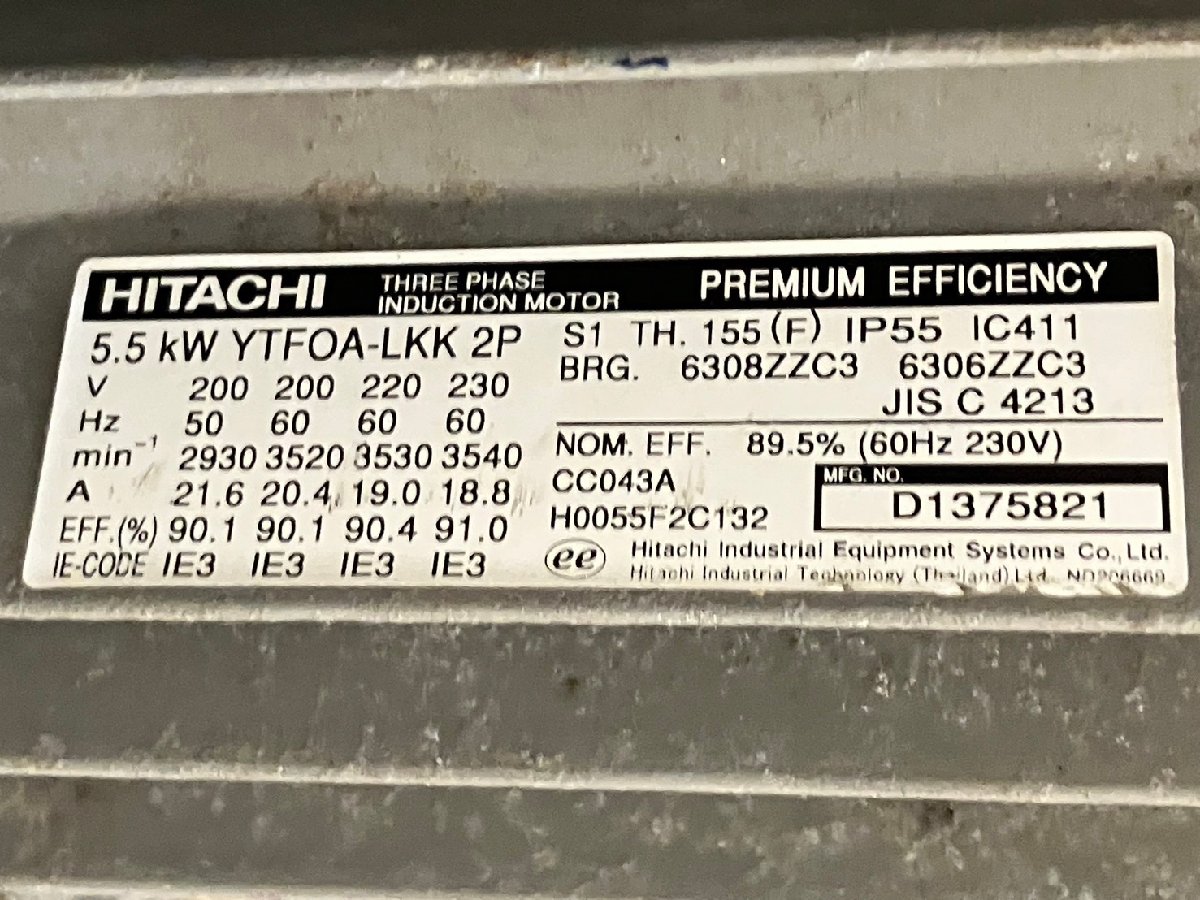 HITACHI THREE PHASE INDUCTION MOTOR PREMIUM EFFICIENCY
5.5 kW YTFOA-LKK 2P
V 200 200 220 230
Hz 50 60 60 60
min⁻¹ 2930 3520 3530 3540
A 21.6 20.4 19.0 18.8
EFF.(%) 90.1 90.1 90.4 91.0
IE-CODE IE3 IE3 IE3 IE3
S1 TH. 155(F) IP55 IC411
BRG. 6308ZZC3 6306ZZC3
JIS C 4213
NOM. EFF. 89.5% (60Hz 230V)
CC043A
H0055F2C132
MFG. NO.
D1375821
ee
Hitachi Industrial Equipment Systems Co., Ltd.
Hitachi Industrial Technology (Thailand) Ltd.